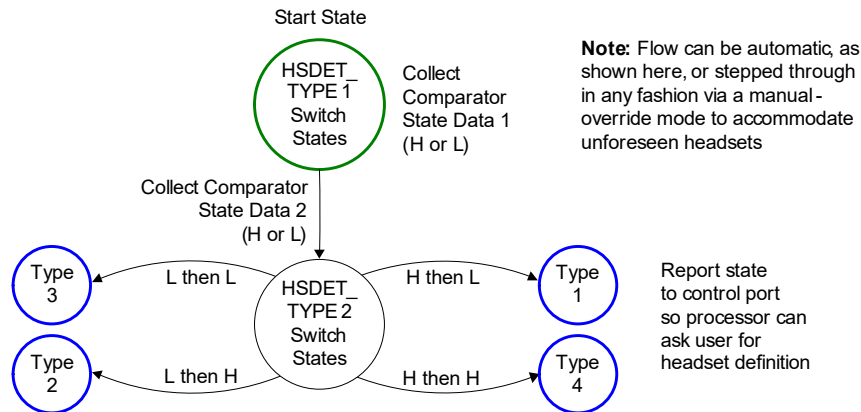 Start State
HSDET_
TYPE 1
Switch
States
Collect
Comparator
State Data 1
(H or L)
Note: Flow can be automatic, as
shown here, or stepped through
in any fashion via a manual-
override mode to accommodate
unforeseen headsets
Collect Comparator
State Data 2
(H or L)
Type
3
L then L
HSDET_
TYPE 2
Switch
States
H then L
Type
1
Type
2
L then H
H then H
Type
4
Report state
to control port
so processor can
ask user for
headset definition